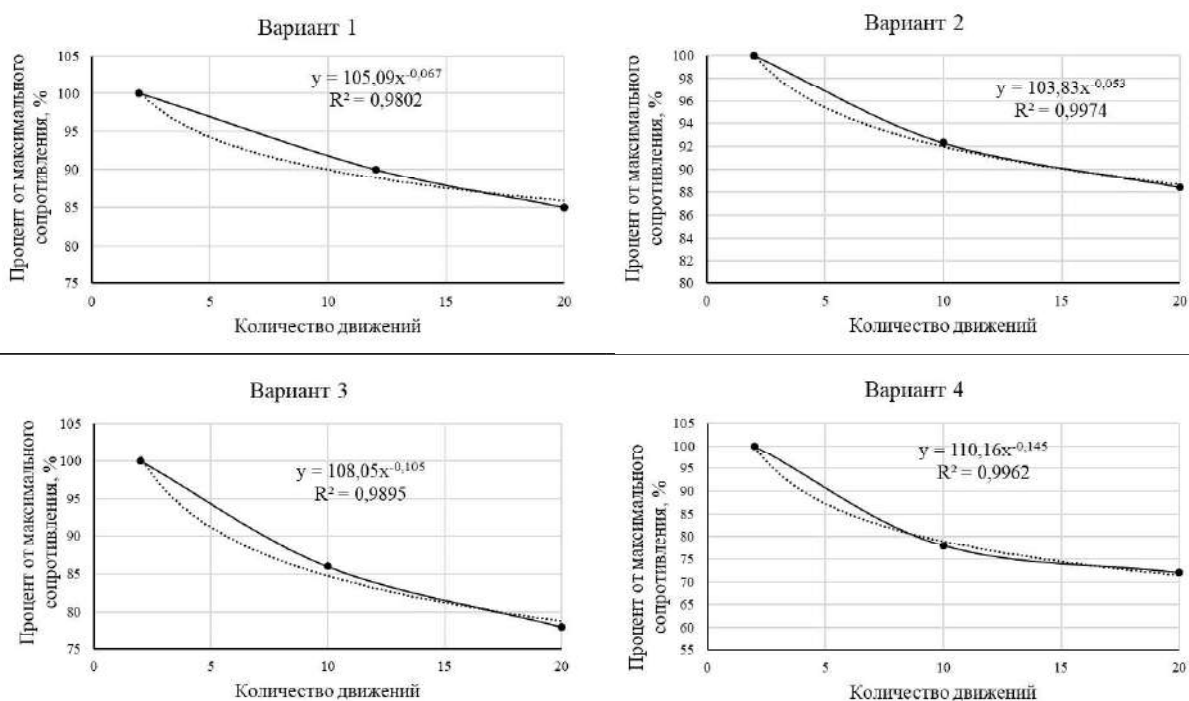 Вариант 1
Процент от максимального
сопротивления, %
105
100
95
90
85
80
75
y = 105,09x^-0,067
R² = 0,9802
0 5 10 15 20
Количество движений
Вариант 2
Процент от максимального
сопротивления, %
100
98
96
94
92
90
88
86
84
82
80
y = 103,83x^-0,053
R² = 0,9974
0 5 10 15 20
Количество движений
Вариант 3
Процент от максимального
сопротивления, %
105
100
95
90
85
80
75
y = 108,05x^-0,105
R² = 0,9895
0 5 10 15 20
Количество движений
Вариант 4
Процент от максимального
сопротивления, %
105
100
95
90
85
80
75
70
65
60
55
y = 110,16x^-0,145
R² = 0,9962
0 5 10 15 20
Количество движений